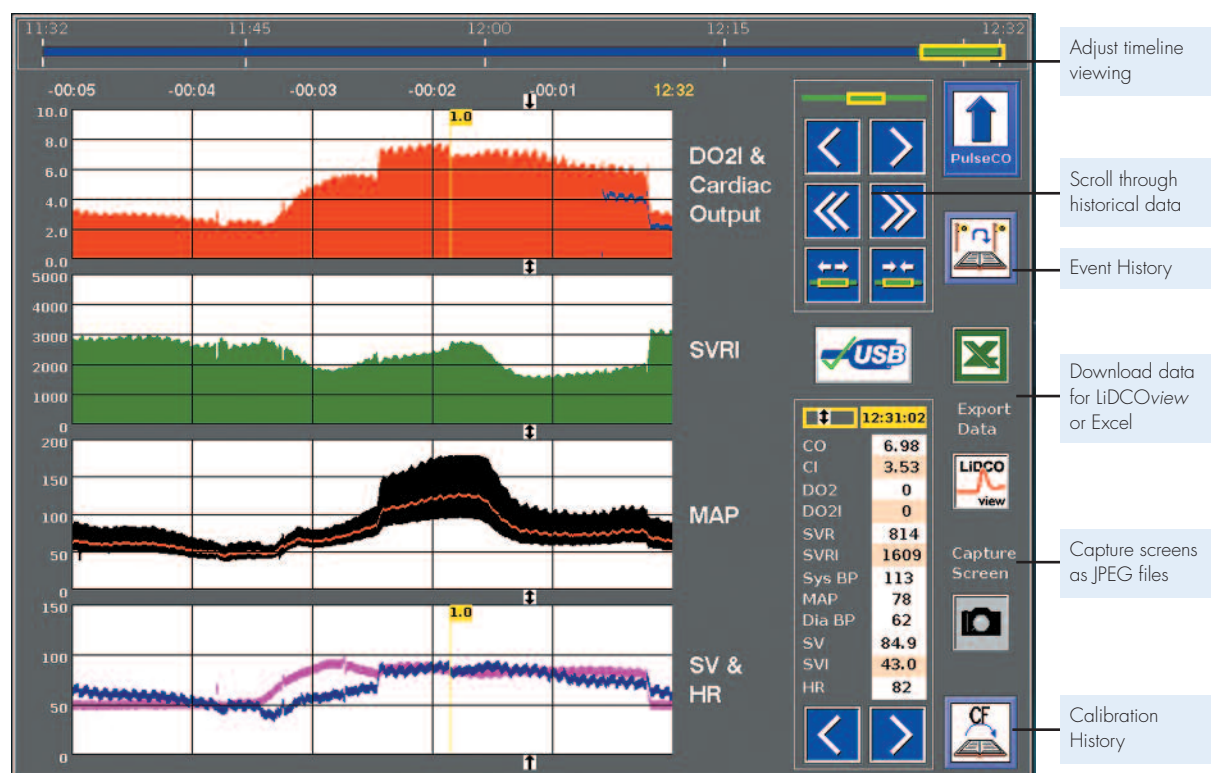 11:32 11:45 12:00 12:15 12:32
-00:05 -00:04 -00:03 -00:02 -00:01 12:32
1.0
10.0
8.0
6.0
4.0
2.0
0.0
DO2I &
Cardiac
Output
5000
4000
3000
2000
1000
0
SVRI
200
150
100
50
0
MAP
1.0
150
100
50
0
SV &
HR
USB
12:31:02
CO 6.98
CI 3.53
DO2 0
DO2I 0
SVR 814
SVRI 1609
Sys BP 113
MAP 78
Dia BP 62
SV 84.9
SVI 43.0
HR 82
PulseCO
Export
Data
LiDCO
view
Capture
Screen
CF
Adjust timeline
viewing
Scroll through
historical data
Event History
Download data
for LiDCOview
or Excel
Capture screens
as JPEG files
Calibration
History